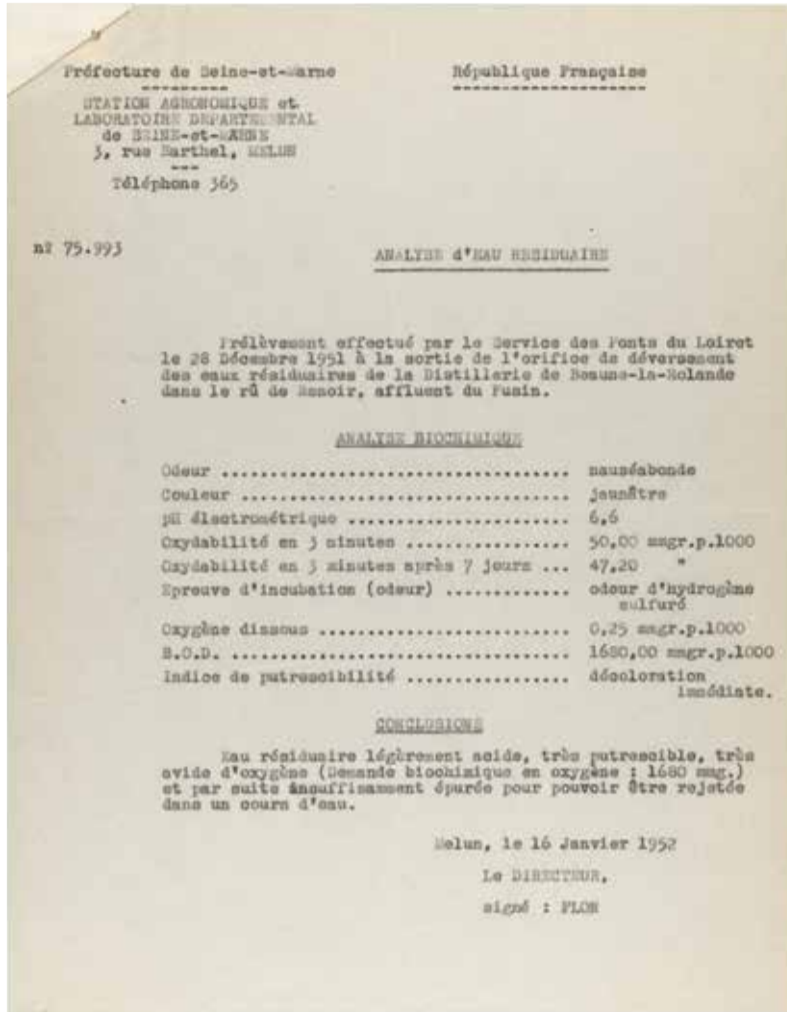 Préfecture de Seine-et-Marne
République Française
STATION AGRONOMIQUE et
LABORATOIRE DEPARTEMENTAL
de SEINE-et-MARNE
3, rue Barthel, MELUN
Téléphone 365
n° 75.993
ANALYSE d'EAU RESIDUAIRE
Prélèvement effectué par le Service des Ponts du Loiret
le 28 Décembre 1951 à la sortie de l'orifice de déversement
des eaux résiduaires de la Distillerie de Beaune-la-Rolande
dans le rû de Renoir, affluent du Fusin.
ANALYSE BIOCHIMIQUE
Odeur .................................... nauséabonde
Couleur .................................. jaunâtre
pH électrométrique ....................... 6,6
Oxydabilité en 3 minutes ................. 50,00 mmgr.p.1000
Oxydabilité en 3 minutes après 7 jours ... 47,20 "
Epreuve d'incubation (odeur) ............. odeur d'hydrogène
sulfuré
Oxygène dissous .......................... 0,25 mmgr.p.1000
B.O.D. ................................... 1680,00 mmgr.p.1000
Indice de putrescibilité ................. décoloration
immédiate.
CONCLUSIONS
Eau résiduaire légèrement acide, très putrescible, très
avide d'oxygène (Demande biochimique en oxygène : 1680 mmg.)
et par suite insuffisamment épurée pour pouvoir être rejetée
dans un cours d'eau.
Melun, le 16 Janvier 1952
Le DIRECTEUR,
signé : FLON